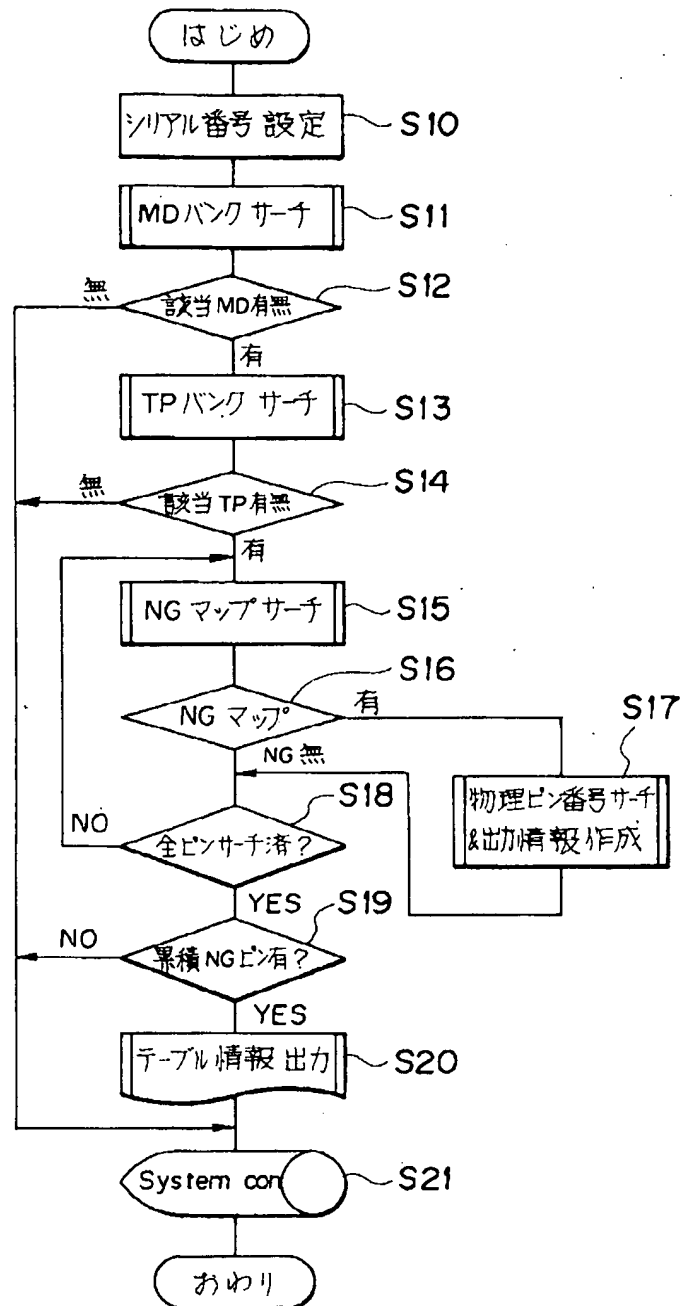 はじめ
シリアル番号 設定
S10
MDバンク サーチ
S11
該当MD有無
S12
無
有
TPバンク サーチ
S13
該当TP有無
S14
無
有
NG マップ サーチ
S15
NG マップ
S16
有
NG 無
物理ピン番号サーチ
&出力情報作成
S17
全ピンサーチ済?
S18
NO
YES
累積NGピン有?
S19
NO
YES
テーブル情報 出力
S20
System con
S21
おわり